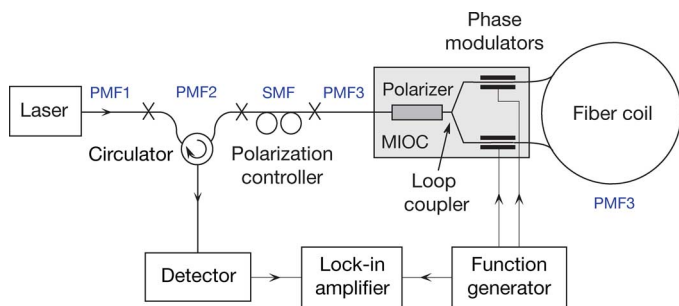 Phase
modulators
PMF1
PMF2
SMF
PMF3
Polarizer
Laser
Fiber coil
MIOC
Circulator
Polarization
controller
Loop
coupler
PMF3
Detector
Lock-in
amplifier
Function
generator